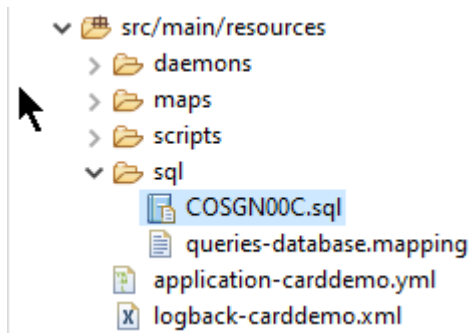 src/main/resources
daemons
maps
scripts
sql
COSGN00C.sql
queries-database.mapping
application-carddemo.yml
logback-carddemo.xml